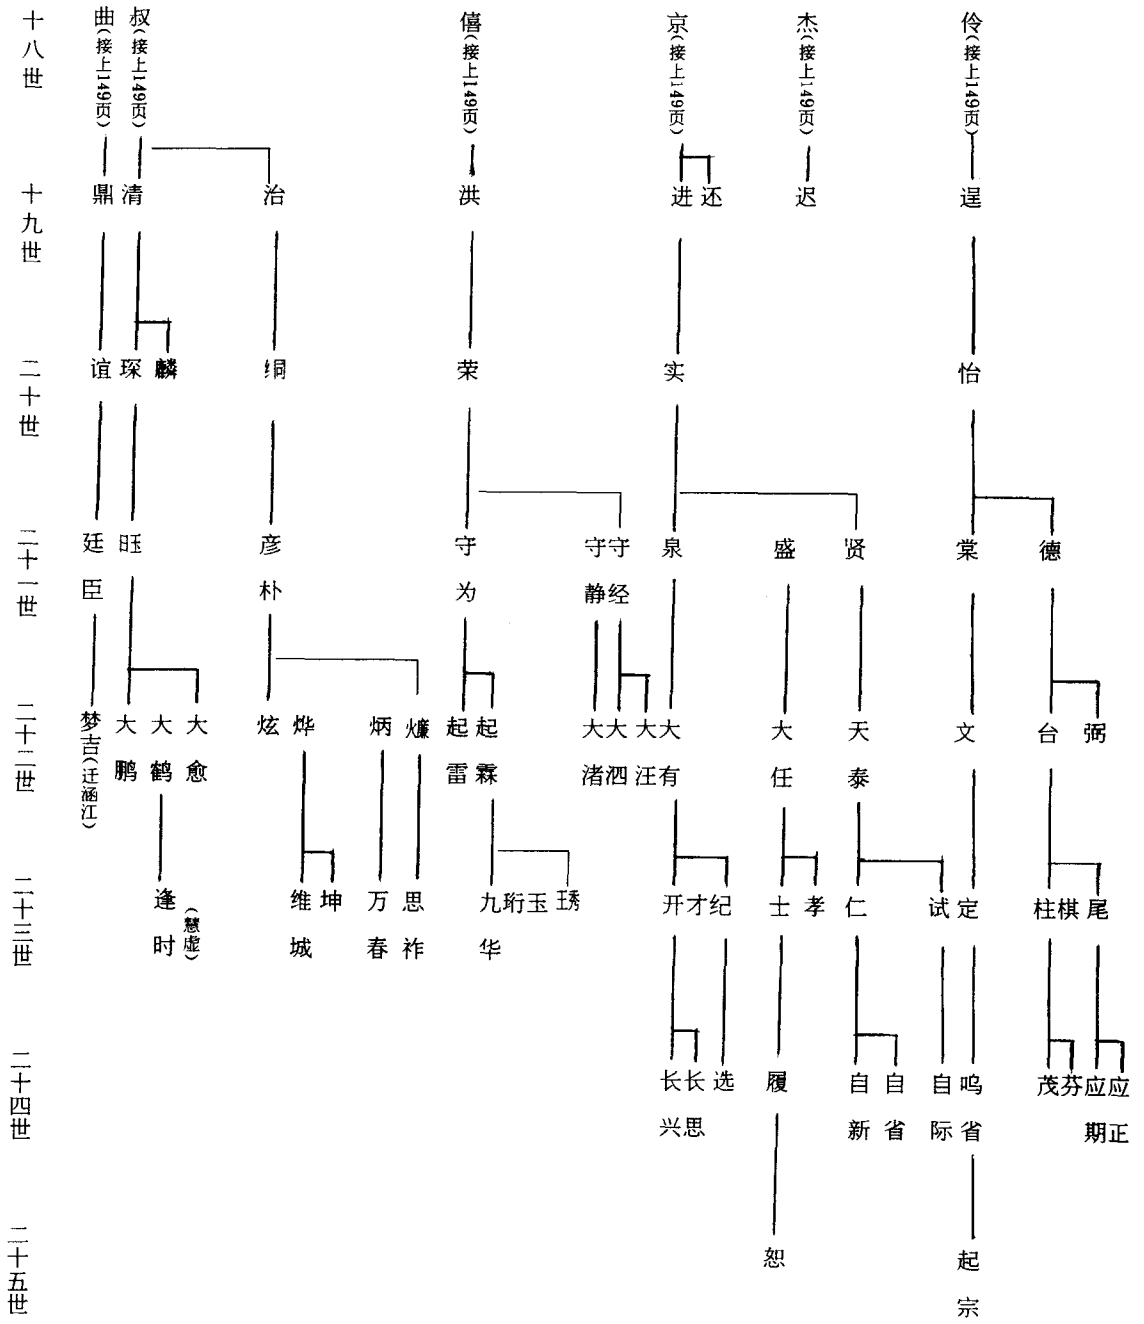 十八世
曲(接上149页)
叔(接上149页)
僖(接上149页)
京(接上149页)
杰(接上149页)
伶(接上149页)
十九世
鼎
清
治
洪
进
还
迟
逞
二十世
谊
琛
麟
絅
荣
实
怡
二十一世
廷臣
旺
彦朴
守为
守静
守经
泉
盛
贤
棠
德
二十二世
梦吉(迁涵江)
大鹏
大鹤
大愈
炫
烨
炳
爊
起雷
起霖
大渚
大泗
大汪
大有
大任
天泰
文
台
弼
二十三世
逢时
(慧虚)
维城
坤
万春
思祚
九华
珩
玉
琇
开
才
纪
士
孝
仁
试
定
柱
棋
尾
二十四世
长兴
长思
选
履
自新
自省
自际
鸣省
茂
芬
应期
应正
二十五世
恕
起宗